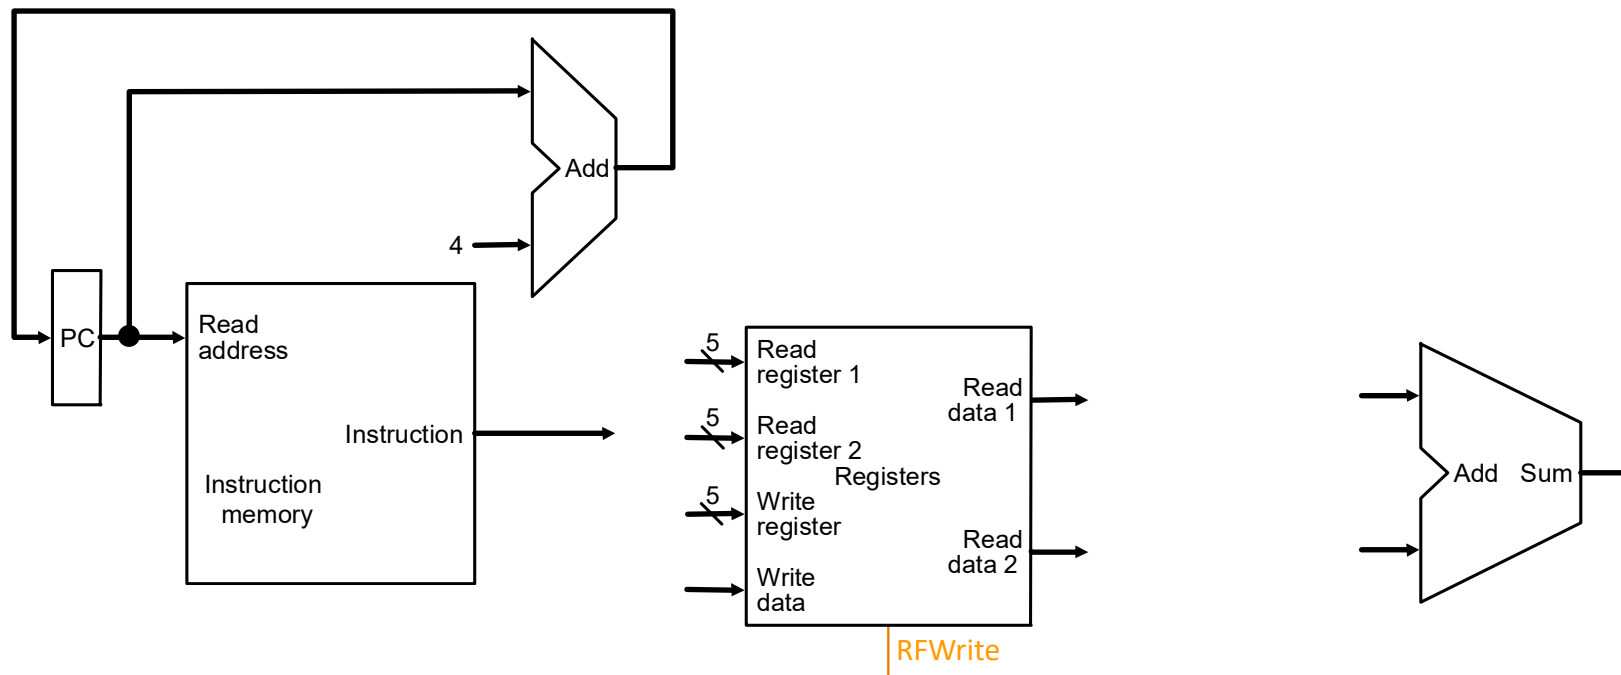 Add
4
PC
Read
address
Instruction
Instruction
memory
5
Read
register 1
5
Read
register 2
Registers
5
Write
register
Write
data
Read
data 1
Read
data 2
RFWrite
Add Sum